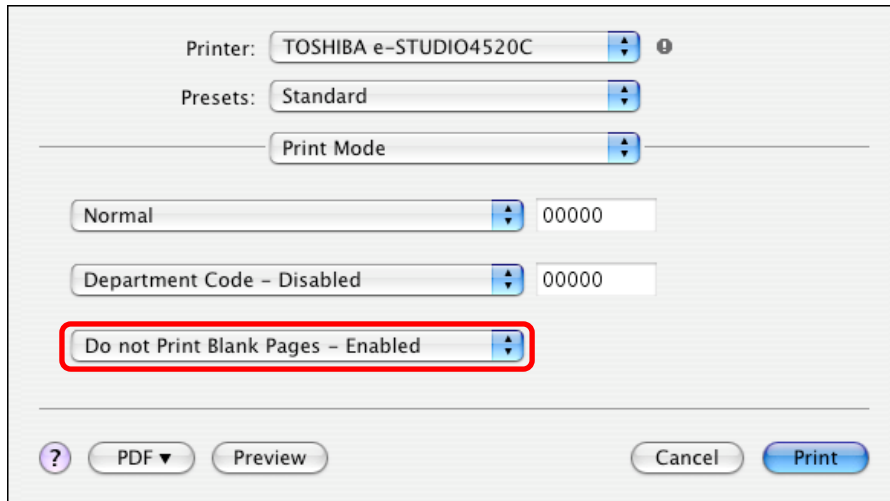 Printer: TOSHIBA e-STUDIO4520C
Presets: Standard
Print Mode
Normal 00000
Department Code – Disabled 00000
Do not Print Blank Pages – Enabled
? PDF ▼ Preview Cancel Print